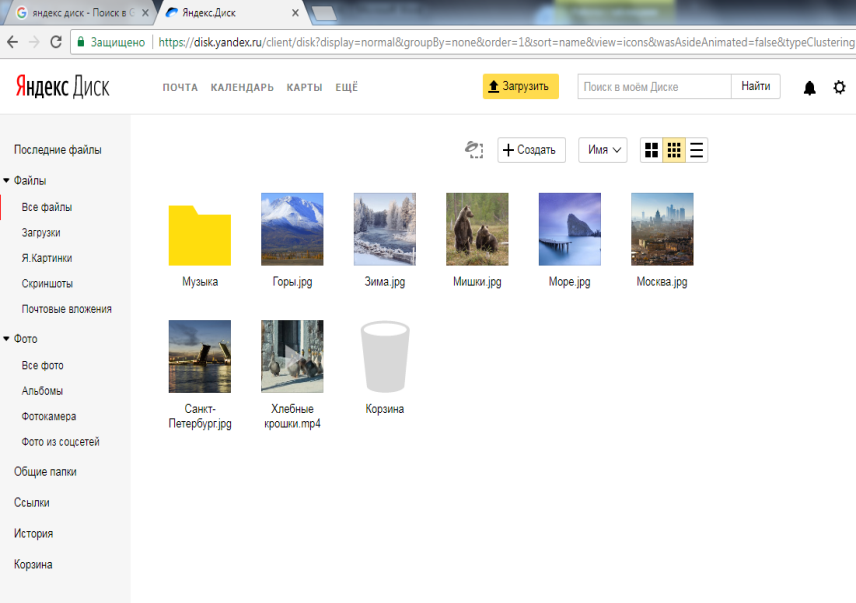 яндекс диск - Поиск в G
Яндекс.Диск
Защищено
https://disk.yandex.ru/client/disk?display=normal&groupBy=none&order=1&sort=name&view=icons&wasAsideAnimated=false&typeClustering
Яндекс Диск
ПОЧТА
КАЛЕНДАРЬ
КАРТЫ
ЕЩЁ
Загрузить
Поиск в моём Диске
Найти
Создать
Имя
Последние файлы
Файлы
Все файлы
Загрузки
Я.Картинки
Скриншоты
Почтовые вложения
Фото
Все фото
Альбомы
Фотокамера
Фото из соцсетей
Общие папки
Ссылки
История
Корзина
Музыка
Горы.jpg
Зима.jpg
Мишки.jpg
Море.jpg
Москва.jpg
Санкт-
Петербург.jpg
Хлебные
крошки.mp4
Корзина